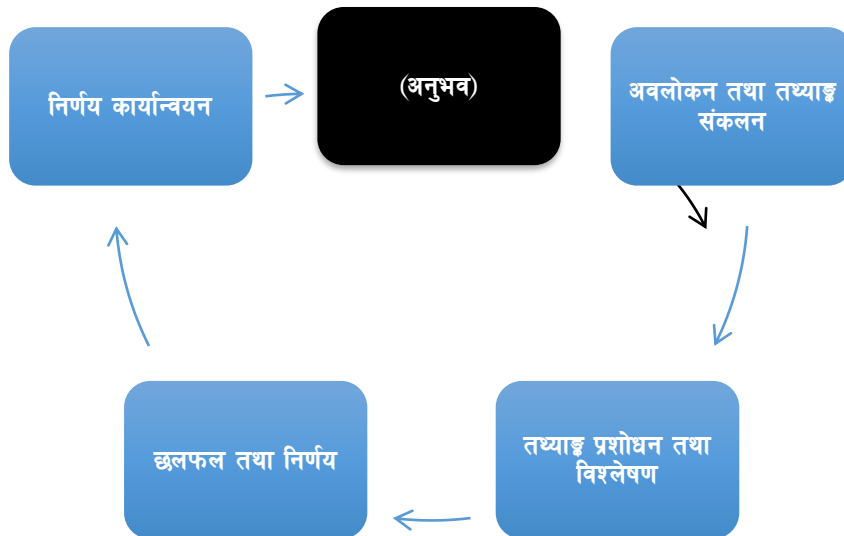 निर्णय कार्यान्वयन
(अनुभव)
अवलोकन तथा तथ्याङ्क
संकलन
तथ्याङ्क प्रशोधन तथा
विश्लेषण
छलफल तथा निर्णय